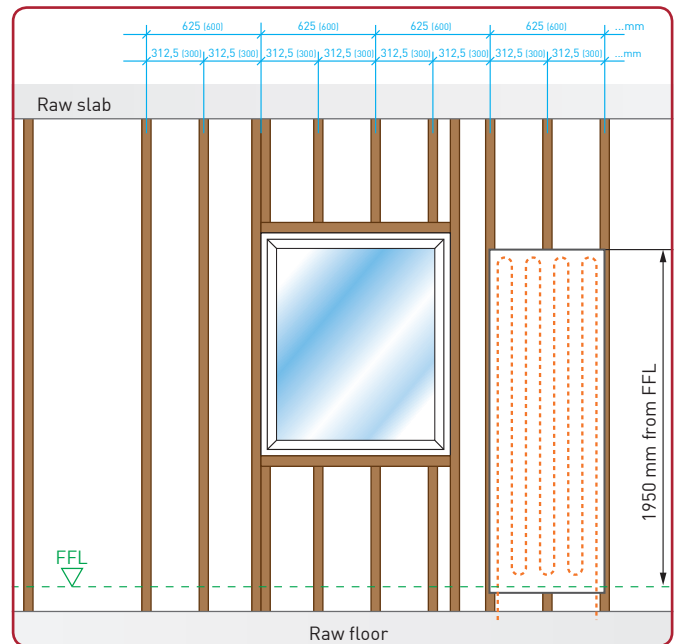 625 (600) 625 (600) 625 (600) 625 (600) ...mm
312,5 (300) 312,5 (300) 312,5 (300) 312,5 (300) 312,5 (300) 312,5 (300) 312,5 (300) 312,5 (300) ...mm
Raw slab
1950 mm from FFL
FFL
Raw floor